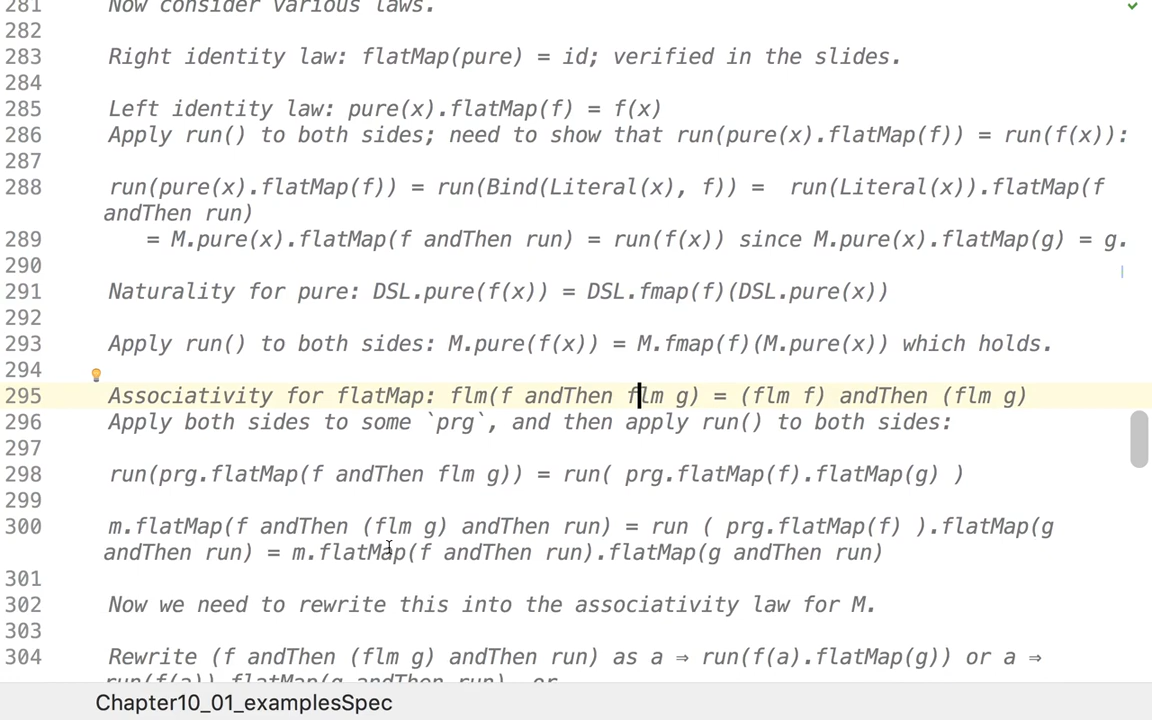 281 Now consider various laws.
282
283 Right identity law: flatMap(pure) = id; verified in the slides.
284
285 Left identity law: pure(x).flatMap(f) = f(x)
286 Apply run() to both sides; need to show that run(pure(x).flatMap(f)) = run(f(x)):
287
288 run(pure(x).flatMap(f)) = run(Bind(Literal(x), f)) =  run(Literal(x)).flatMap(f
andThen run)
289 = M.pure(x).flatMap(f andThen run) = run(f(x)) since M.pure(x).flatMap(g) = g.
290
291 Naturality for pure: DSL.pure(f(x)) = DSL.fmap(f)(DSL.pure(x))
292
293 Apply run() to both sides: M.pure(f(x)) = M.fmap(f)(M.pure(x)) which holds.
294
295 Associativity for flatMap: flm(f andThen flm g) = (flm f) andThen (flm g)
296 Apply both sides to some `prg`, and then apply run() to both sides:
297
298 run(prg.flatMap(f andThen flm g)) = run( prg.flatMap(f).flatMap(g) )
299
300 m.flatMap(f andThen (flm g) andThen run) = run ( prg.flatMap(f) ).flatMap(g
andThen run) = m.flatMap(f andThen run).flatMap(g andThen run)
301
302 Now we need to rewrite this into the associativity law for M.
303
304 Rewrite (f andThen (flm g) andThen run) as a ⇒ run(f(a).flatMap(g)) or a ⇒
run(f(a)).flatMap(g andThen run), or
Chapter10_01_examplesSpec